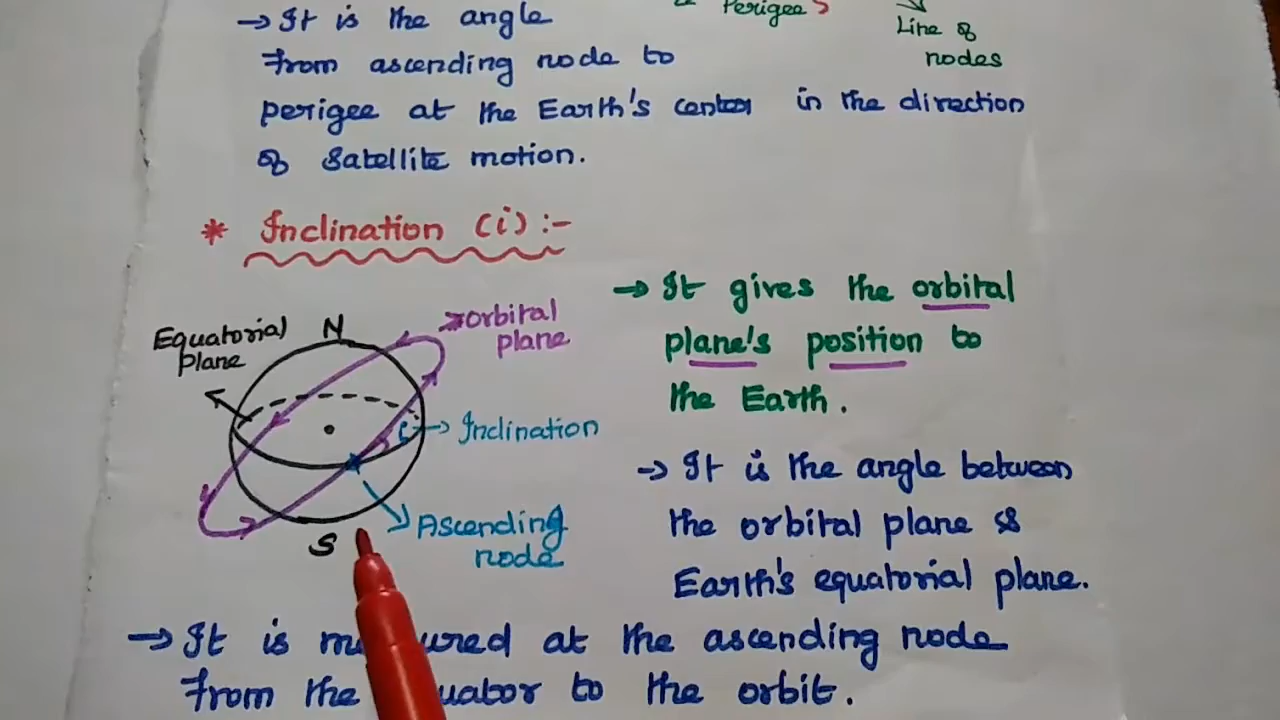 → It is the angle
from ascending node to
perigee at the Earth's center in the direction
of satellite motion.
Perigee
Line of
nodes
* Inclination (i) :-
Equatorial
plane
N
orbital
plane
i
Inclination
Ascending
node
S
→ It gives the orbital
plane's position to
the Earth.
→ It is the angle between
the orbital plane &
Earth's equatorial plane.
→ It is at the ascending node
from the to the orbit.